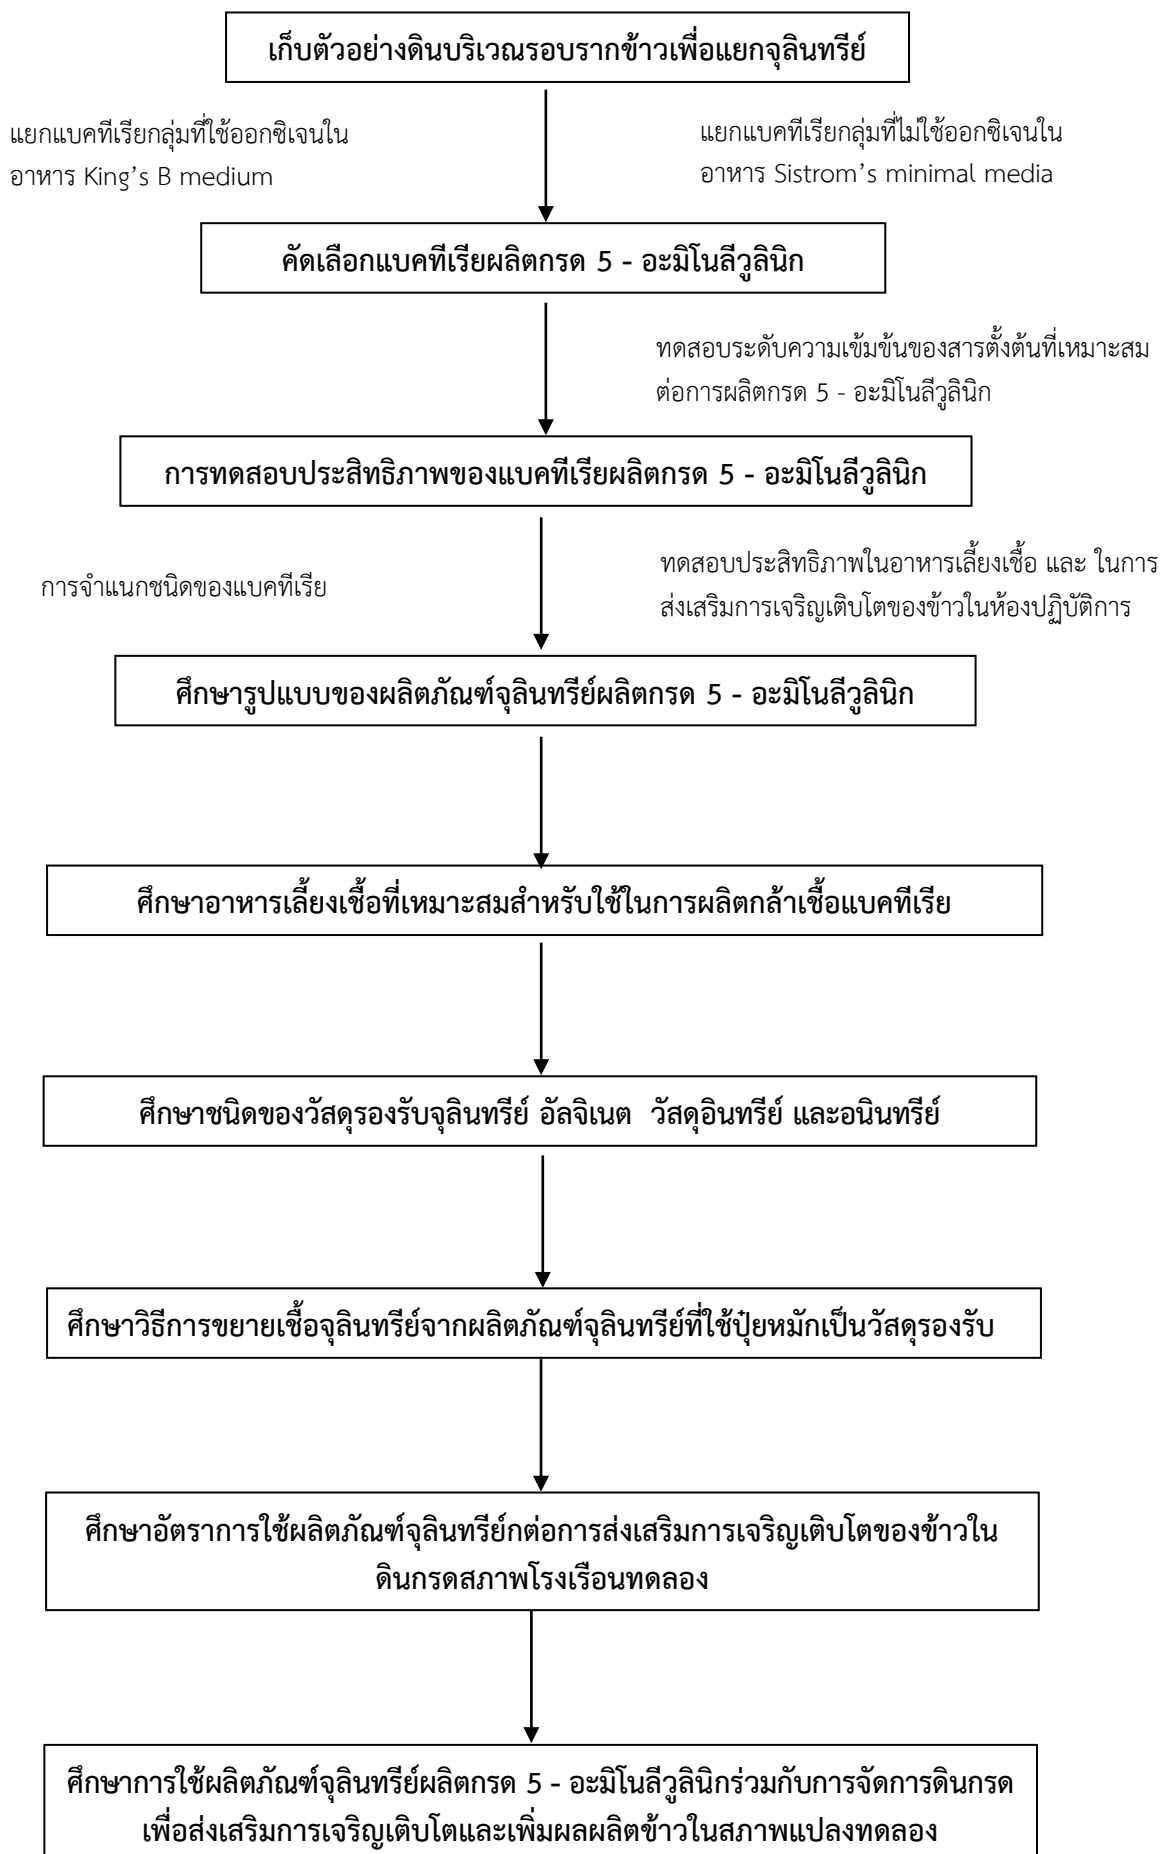 เก็บตัวอย่างดินบริเวณรอบรากข้าวเพื่อแยกจุลินทรีย์
แยกแบคทีเรียกลุ่มที่ใช้ออกซิเจนใน
อาหาร King's B medium
แยกแบคทีเรียกลุ่มที่ไม่ใช้ออกซิเจนใน
อาหาร Sistrom's minimal media
คัดเลือกแบคทีเรียผลิตกรด 5 - อะมิโนลีวูลินิก
ทดสอบระดับความเข้มข้นของสารตั้งต้นที่เหมาะสม
ต่อการผลิตกรด 5 - อะมิโนลีวูลินิก
การทดสอบประสิทธิภาพของแบคทีเรียผลิตกรด 5 - อะมิโนลีวูลินิก
การจำแนกชนิดของแบคทีเรีย
ทดสอบประสิทธิภาพในอาหารเลี้ยงเชื้อ และ ในการ
ส่งเสริมการเจริญเติบโตของข้าวในห้องปฏิบัติการ
ศึกษารูปแบบของผลิตภัณฑ์จุลินทรีย์ผลิตกรด 5 - อะมิโนลีวูลินิก
ศึกษาอาหารเลี้ยงเชื้อที่เหมาะสมสำหรับใช้ในการผลิตกล้าเชื้อแบคทีเรีย
ศึกษาชนิดของวัสดุรองรับจุลินทรีย์ อัลจิเนต วัสดุอินทรีย์ และอนินทรีย์
ศึกษาวิธีการขยายเชื้อจุลินทรีย์จากผลิตภัณฑ์จุลินทรีย์ที่ใช้ปุ๋ยหมักเป็นวัสดุรองรับ
ศึกษาอัตราการใช้ผลิตภัณฑ์จุลินทรีย์กต่อการส่งเสริมการเจริญเติบโตของข้าวใน
ดินกรดสภาพโรงเรือนทดลอง
ศึกษาการใช้ผลิตภัณฑ์จุลินทรีย์ผลิตกรด 5 - อะมิโนลีวูลินิกร่วมกับการจัดการดินกรด
เพื่อส่งเสริมการเจริญเติบโตและเพิ่มผลผลิตข้าวในสภาพแปลงทดลอง